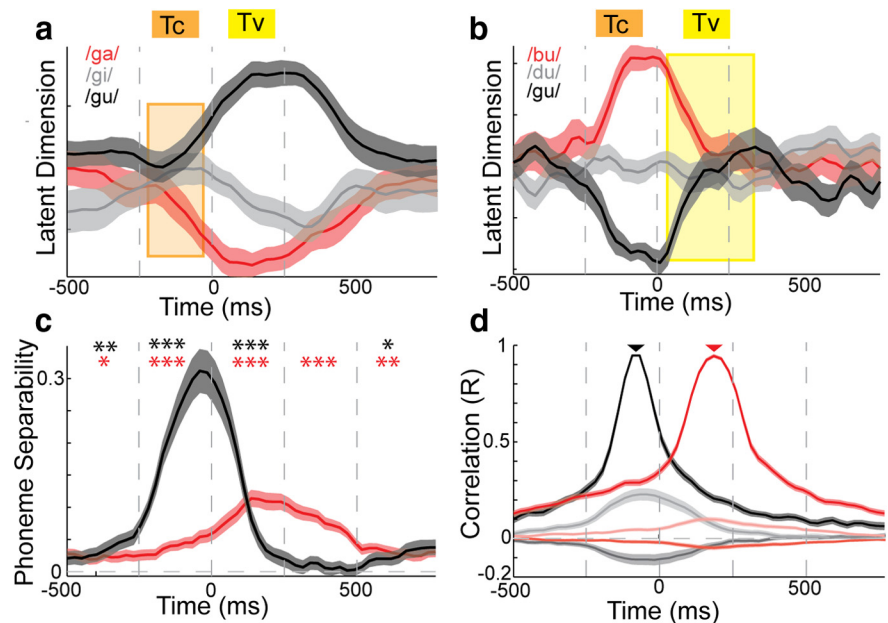 a Tc Tv
/ga/
/gi/
/gu/
Latent Dimension
-500 0 500
Time (ms)
b Tc Tv
/bu/
/du/
/gu/
Latent Dimension
-500 0 500
Time (ms)
c
** *** *** *
* *** *** *** **
Phoneme Separability
0.3
0
-500 0 500
Time (ms)
d
Correlation (R)
1
0.5
0
-0.2
-500 0 500
Time (ms)